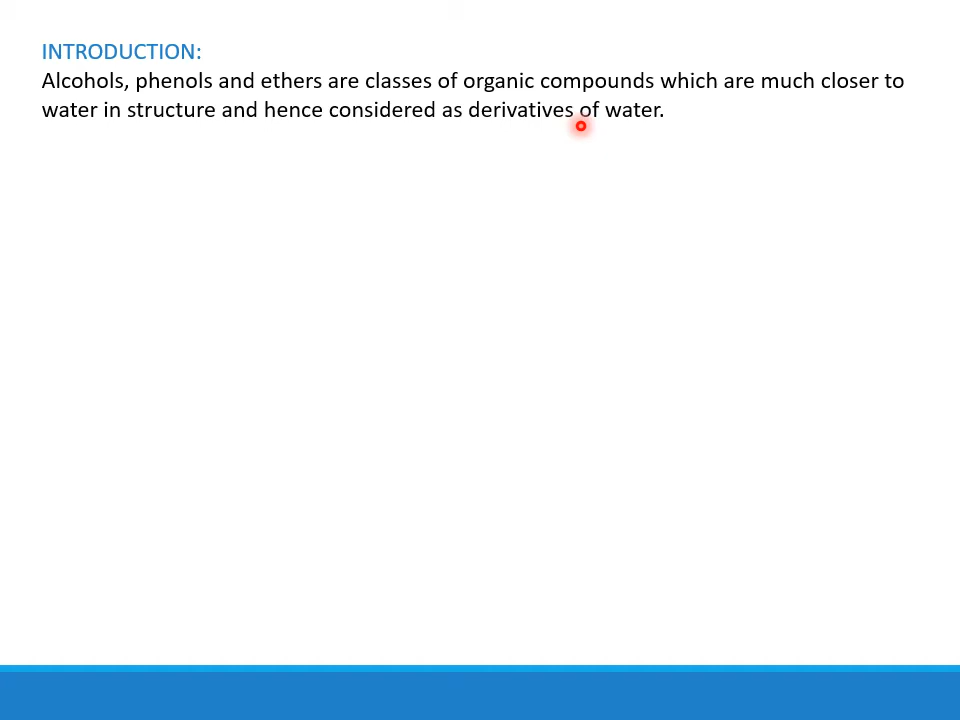 INTRODUCTION:
Alcohols, phenols and ethers are classes of organic compounds which are much closer to
water in structure and hence considered as derivatives of water.